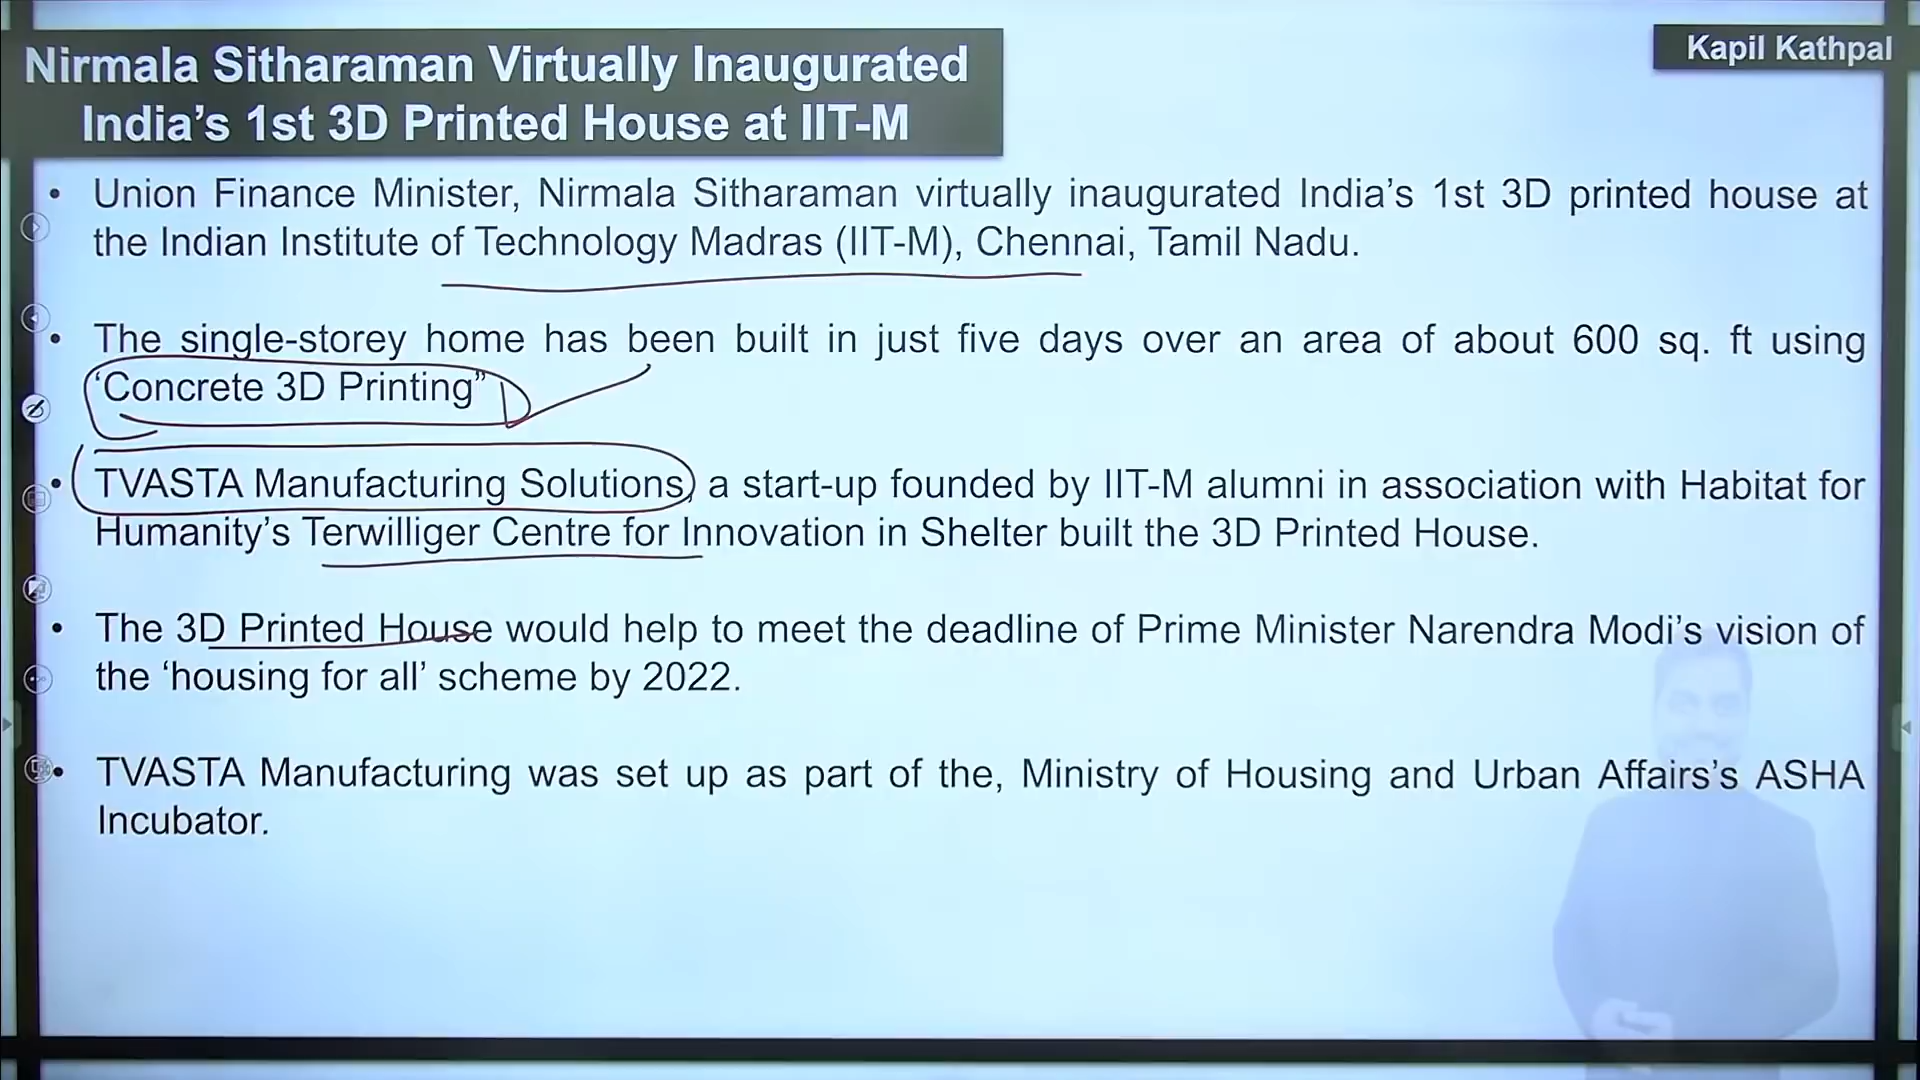 Nirmala Sitharaman Virtually Inaugurated
India's 1st 3D Printed House at IIT-M
Kapil Kathpal
• Union Finance Minister, Nirmala Sitharaman virtually inaugurated India's 1st 3D printed house at
the Indian Institute of Technology Madras (IIT-M), Chennai, Tamil Nadu.
• The single-storey home has been built in just five days over an area of about 600 sq. ft using
'Concrete 3D Printing”
• TVASTA Manufacturing Solutions, a start-up founded by IIT-M alumni in association with Habitat for
Humanity's Terwilliger Centre for Innovation in Shelter built the 3D Printed House.
• The 3D Printed House would help to meet the deadline of Prime Minister Narendra Modi's vision of
the ‘housing for all’ scheme by 2022.
• TVASTA Manufacturing was set up as part of the, Ministry of Housing and Urban Affairs's ASHA
Incubator.